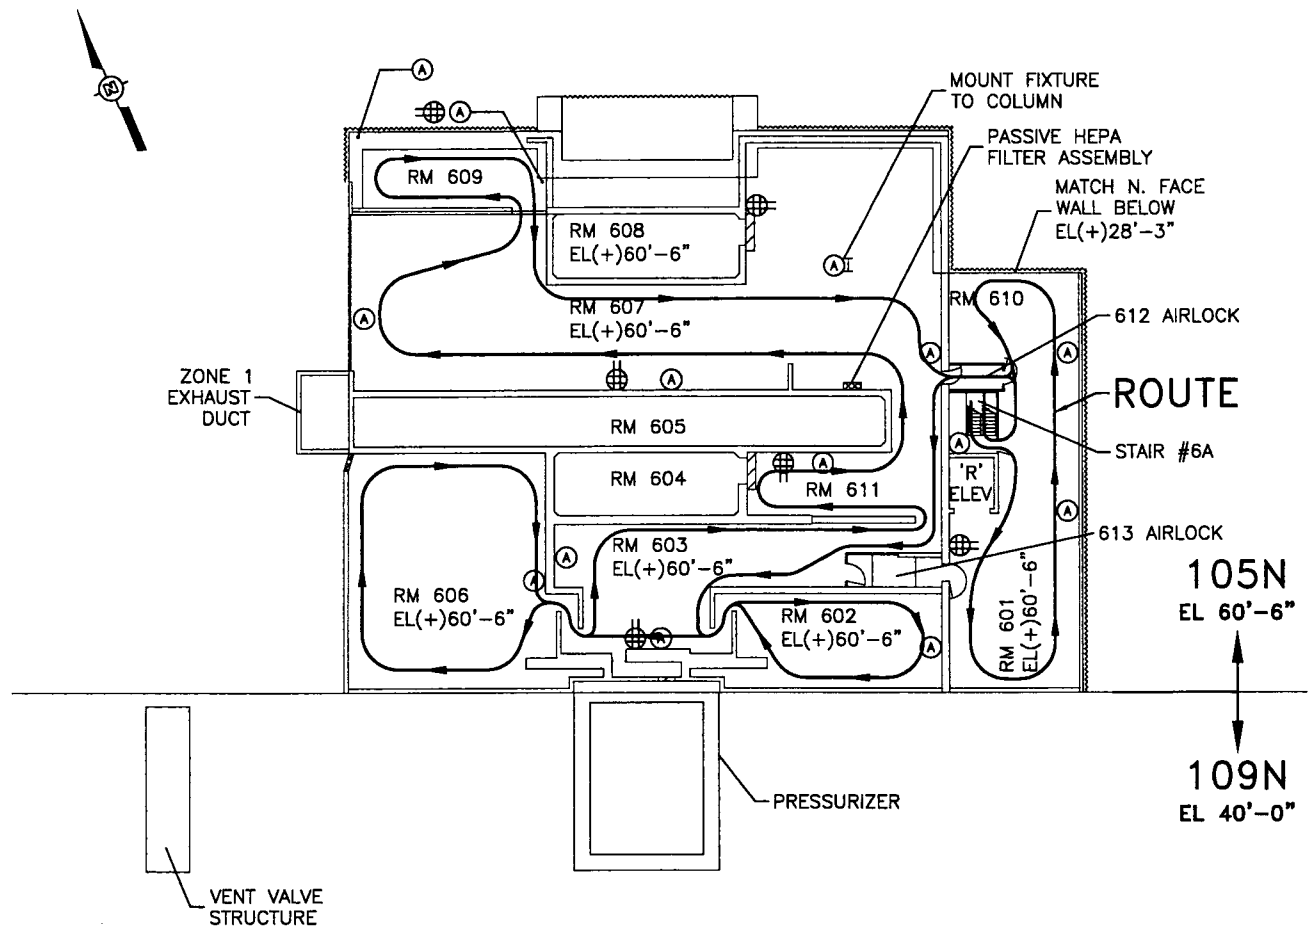 N
A
A
MOUNT FIXTURE
TO COLUMN
PASSIVE HEPA
FILTER ASSEMBLY
MATCH N. FACE
WALL BELOW
EL(+)28'-3"
RM 609
RM 608
EL(+)60'-6"
A
RM 607
EL(+)60'-6"
A
RM 610
612 AIRLOCK
A
A
ZONE 1
EXHAUST
DUCT
A
ROUTE
RM 605
STAIR #6A
A
RM 604
A
RM 611
'R'
ELEV
A
613 AIRLOCK
RM 603
EL(+)60'-6"
A
A
RM 606
EL(+)60'-6"
A
RM 602
EL(+)60'-6"
A
RM 601
EL(+)60'-6"
105N
EL 60'-6"
109N
EL 40'-0"
PRESSURIZER
VENT VALVE
STRUCTURE